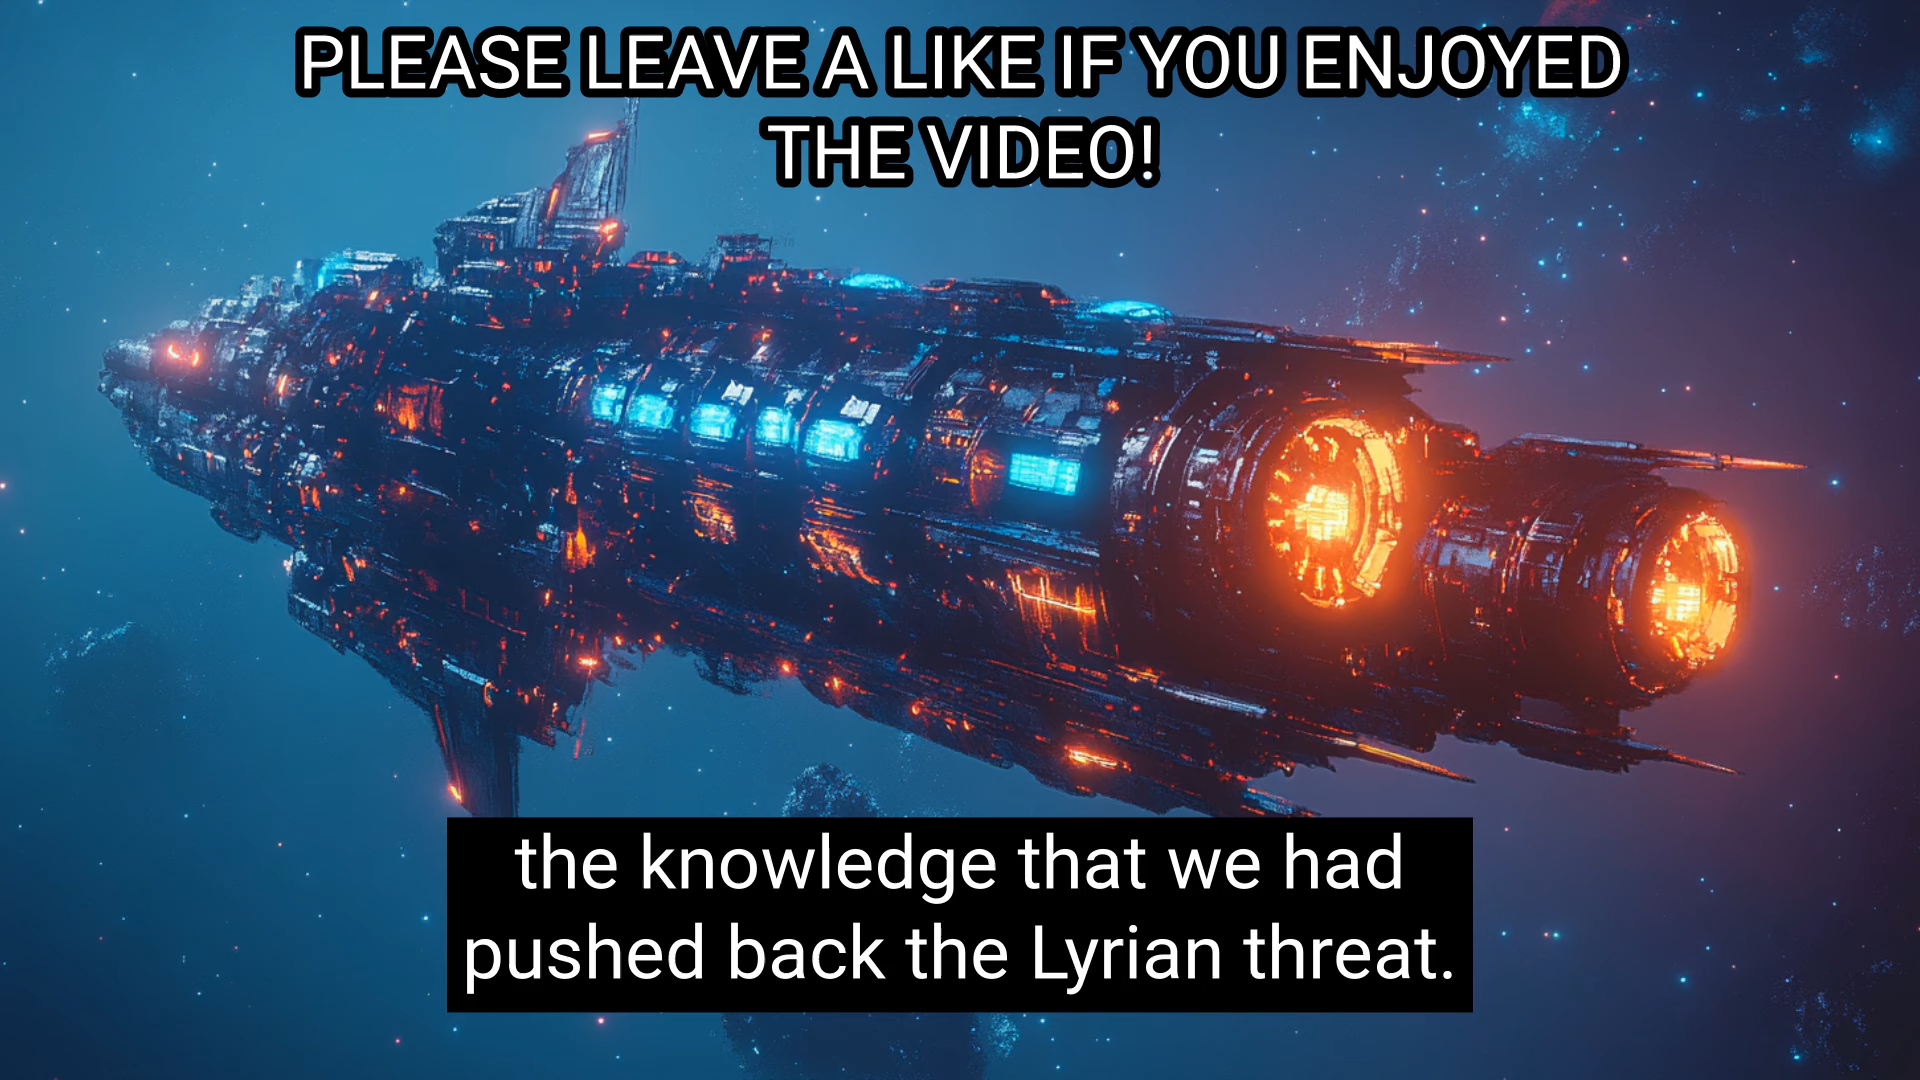 PLEASE LEAVE A LIKE IF YOU ENJOYED
THE VIDEO!
the knowledge that we had
pushed back the Lyrian threat.